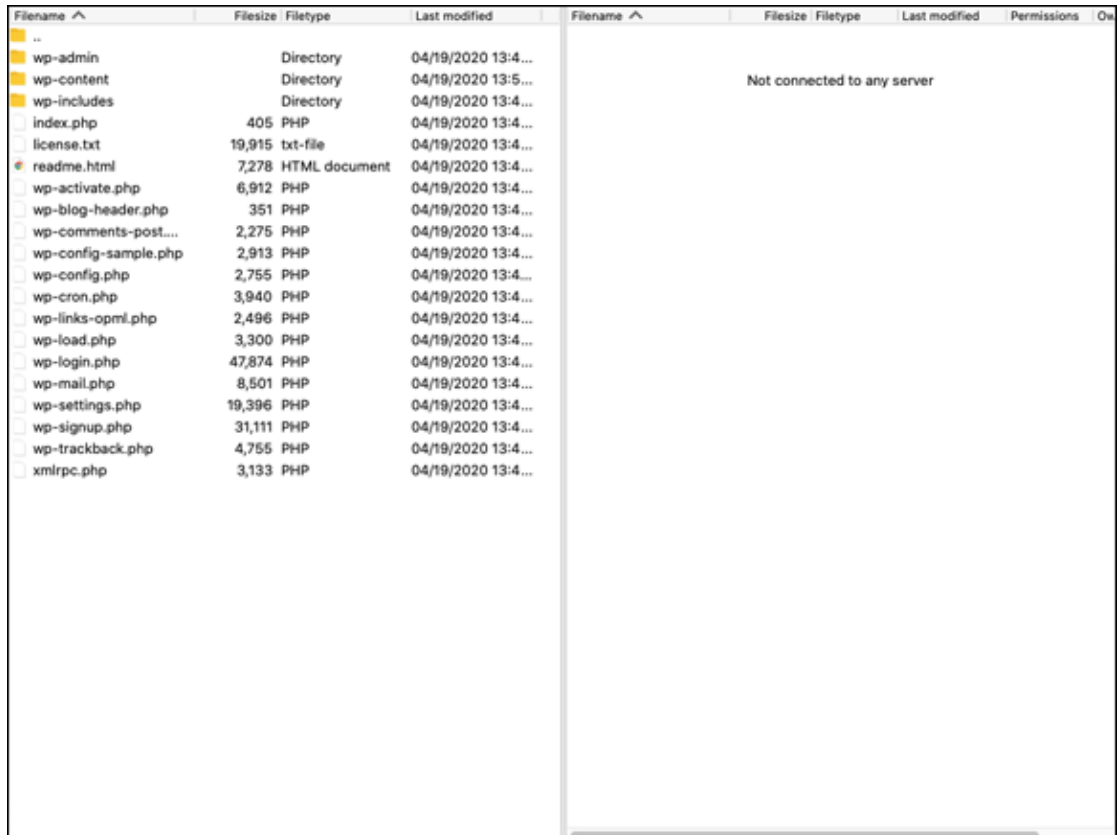 Filename Filesize Filetype Last modified
..
wp-admin Directory 04/19/2020 13:4...
wp-content Directory 04/19/2020 13:5...
wp-includes Directory 04/19/2020 13:4...
index.php 405 PHP 04/19/2020 13:4...
license.txt 19,915 txt-file 04/19/2020 13:4...
readme.html 7,278 HTML document 04/19/2020 13:4...
wp-activate.php 6,912 PHP 04/19/2020 13:4...
wp-blog-header.php 351 PHP 04/19/2020 13:4...
wp-comments-post.... 2,275 PHP 04/19/2020 13:4...
wp-config-sample.php 2,913 PHP 04/19/2020 13:4...
wp-config.php 2,755 PHP 04/19/2020 13:4...
wp-cron.php 3,940 PHP 04/19/2020 13:4...
wp-links-opml.php 2,496 PHP 04/19/2020 13:4...
wp-load.php 3,300 PHP 04/19/2020 13:4...
wp-login.php 47,874 PHP 04/19/2020 13:4...
wp-mail.php 8,501 PHP 04/19/2020 13:4...
wp-settings.php 19,396 PHP 04/19/2020 13:4...
wp-signup.php 31,111 PHP 04/19/2020 13:4...
wp-trackback.php 4,755 PHP 04/19/2020 13:4...
xmlrpc.php 3,133 PHP 04/19/2020 13:4...
Filename Filesize Filetype Last modified Permissions Ow
Not connected to any server